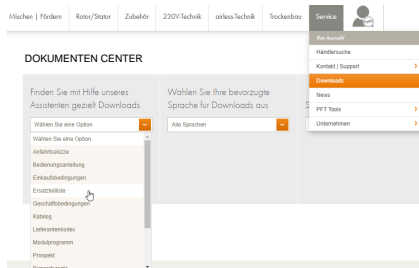 Mischen | Fördern
Rotor/Stator
Zubehör
230V-Technik
airless-Technik
Trockenbau
Service
Ihre Auswahl
Händlersuche
Kontakt | Support
Downloads
News
PFT Tools
Unternehmen
DOKUMENTEN CENTER
Finden Sie mit Hilfe unseres
Assistenten gezielt Downloads
Wählen Sie eine Option
Wählen Sie eine Option
Anfahrtsskizze
Bedienungsanleitung
Einkaufsbedingungen
Ersatzteilliste
Geschäftsbedingungen
Katalog
Lieferantenkodex
Modulprogramm
Prospekt
Wählen Sie Ihre bevorzugte
Sprache für Downloads aus
Alle Sprachen